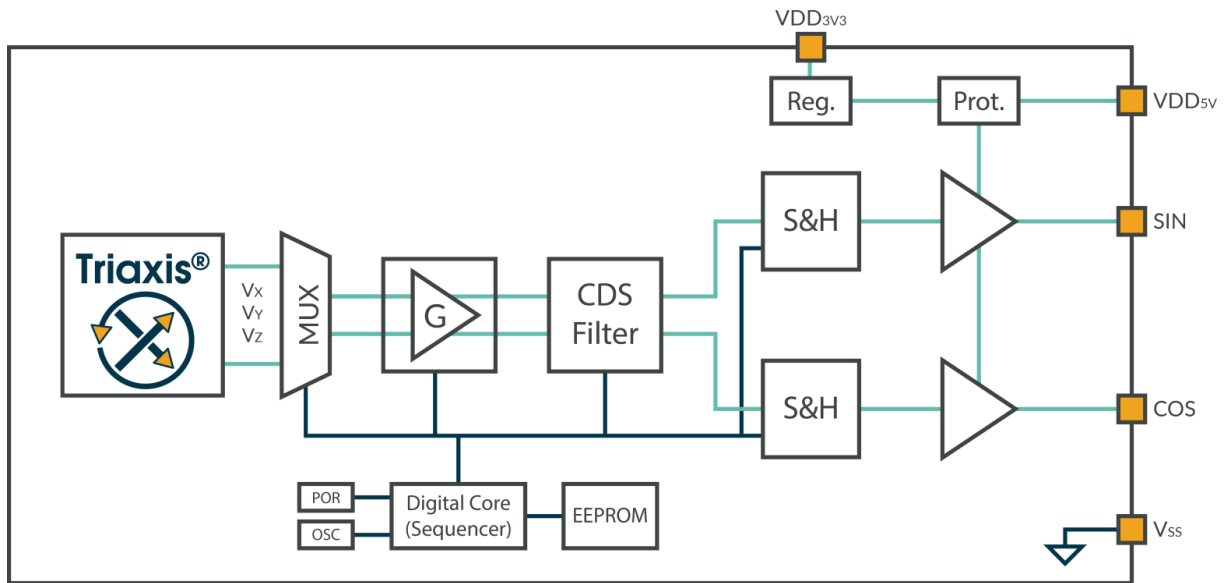 VDD3V3
Reg.
Prot.
VDD5V
S&H
SIN
Triaxis®
VX
VY
VZ
MUX
G
CDS
Filter
S&H
COS
POR
OSC
Digital Core
(Sequencer)
EEPROM
VSS